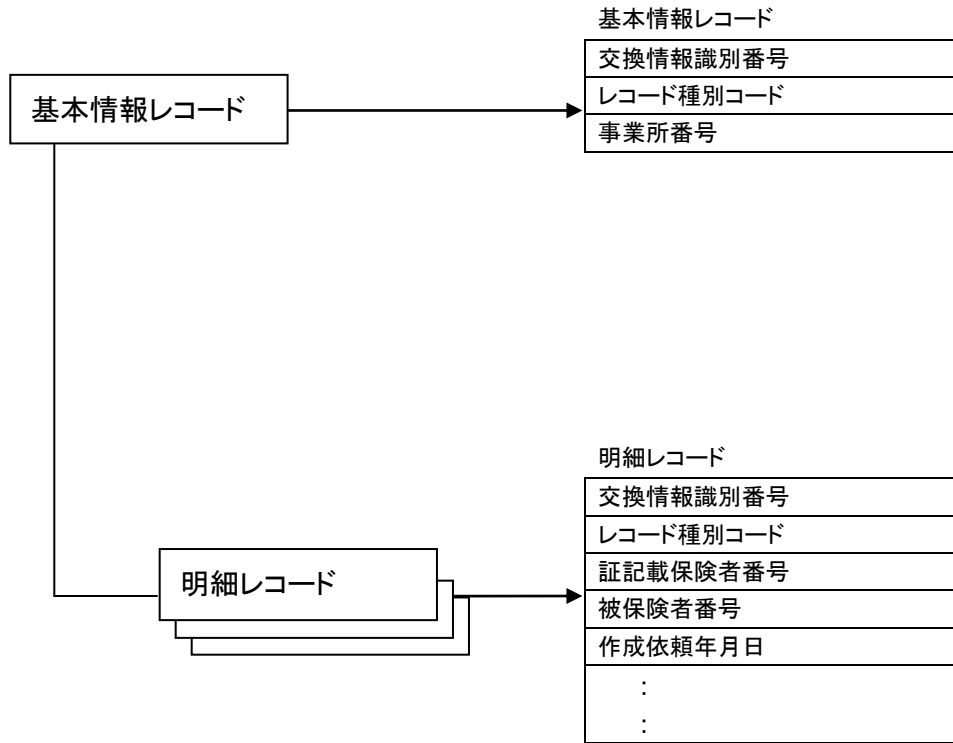 基本情報レコード
交換情報識別番号
レコード種別コード
事業所番号
基本情報レコード
明細レコード
交換情報識別番号
レコード種別コード
証記載保険者番号
被保険者番号
作成依頼年月日
:
:
明細レコード